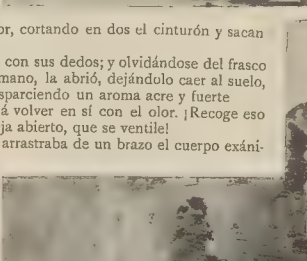 or, cortando en dos el cinturón y sacan
con sus dedos; y olvidándose del frasco
mano, la abrió, dejándolo caer al suelo,
sparciendo un aroma acre y fuerte
á volver en sí con el olor. ¡Recoge eso
ja abierto, que se ventile!
arrastraba de un brazo el cuerpo exáni-